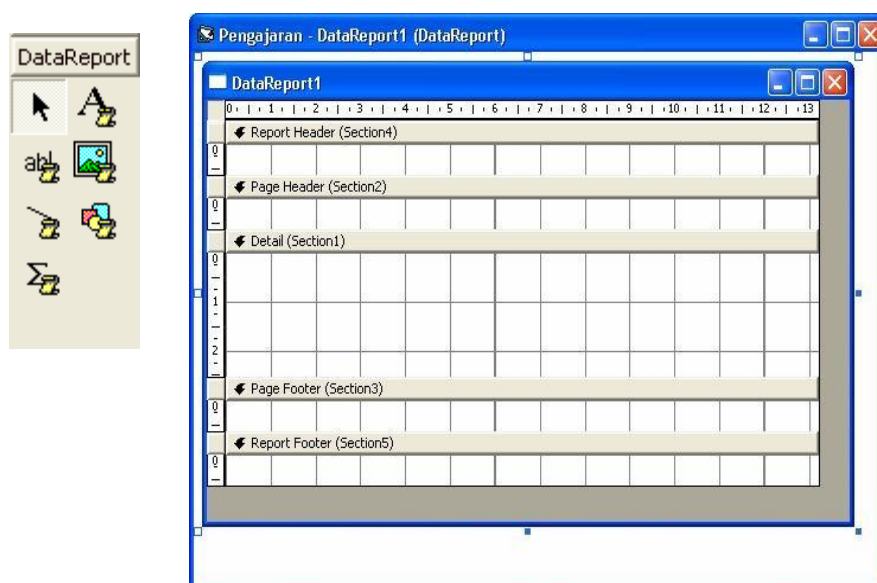 DataReport
A
abl
Σ
Pengajaran - DataReport1 (DataReport)
DataReport1
0 1 2 3 4 5 6 7 8 9 10 11 12 13
Report Header (Section4)
0
Page Header (Section2)
0
Detail (Section1)
0
1
2
Page Footer (Section3)
0
Report Footer (Section5)
0